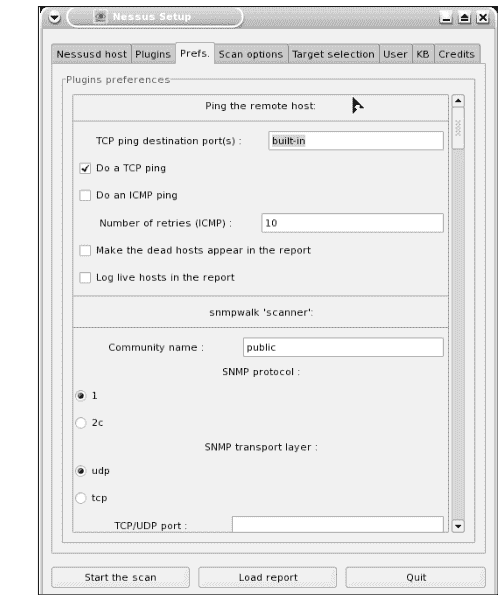 Nessus Setup
Nessusd host Plugins Prefs. Scan options Target selection User KB Credits
Plugins preferences
Ping the remote host:
TCP ping destination port(s) : built-in
Do a TCP ping
Do an ICMP ping
Number of retries (ICMP) : 10
Make the dead hosts appear in the report
Log live hosts in the report
snmpwalk 'scanner':
Community name : public
SNMP protocol :
1
2c
SNMP transport layer :
udp
tcp
TCP/UDP port :
Start the scan Load report Quit